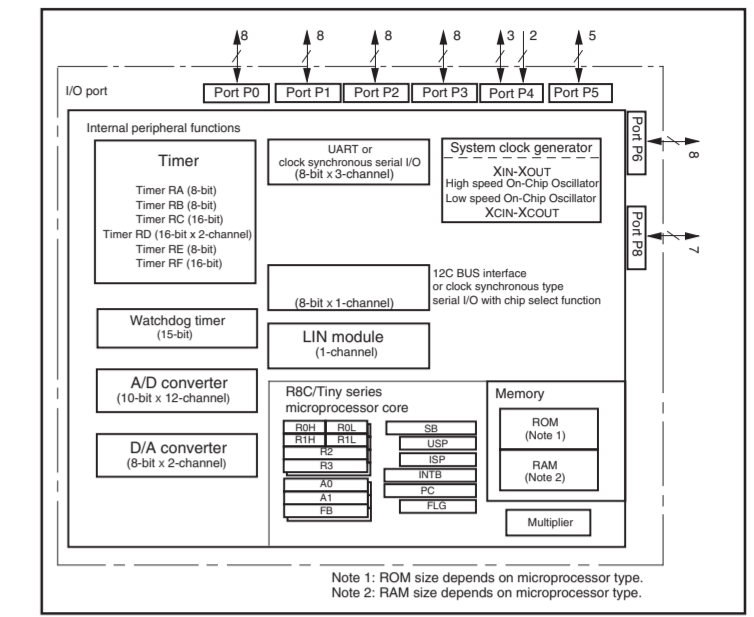 8 8 8 8 3 2 5
I/O port
Port P0 Port P1 Port P2 Port P3 Port P4 Port P5
Port P6
8
Port P8
7
Internal peripheral functions
Timer
Timer RA (8-bit)
Timer RB (8-bit)
Timer RC (16-bit)
Timer RD (16-bit x 2-channel)
Timer RE (8-bit)
Timer RF (16-bit)
UART or
clock synchronous serial I/O
(8-bit x 3-channel)
System clock generator
XIN-XOUT
High speed On-Chip Oscillator
Low speed On-Chip Oscillator
XCIN-XCOUT
(8-bit x 1-channel)
12C BUS interface
or clock synchronous type
serial I/O with chip select function
Watchdog timer
(15-bit)
LIN module
(1-channel)
A/D converter
(10-bit x 12-channel)
D/A converter
(8-bit x 2-channel)
R8C/Tiny series
microprocessor core
R0H R0L
R1H R1L
R2
R3
A0
A1
FB
SB
USP
ISP
INTB
PC
FLG
Memory
ROM
(Note 1)
RAM
(Note 2)
Multiplier
Note 1: ROM size depends on microprocessor type.
Note 2: RAM size depends on microprocessor type.